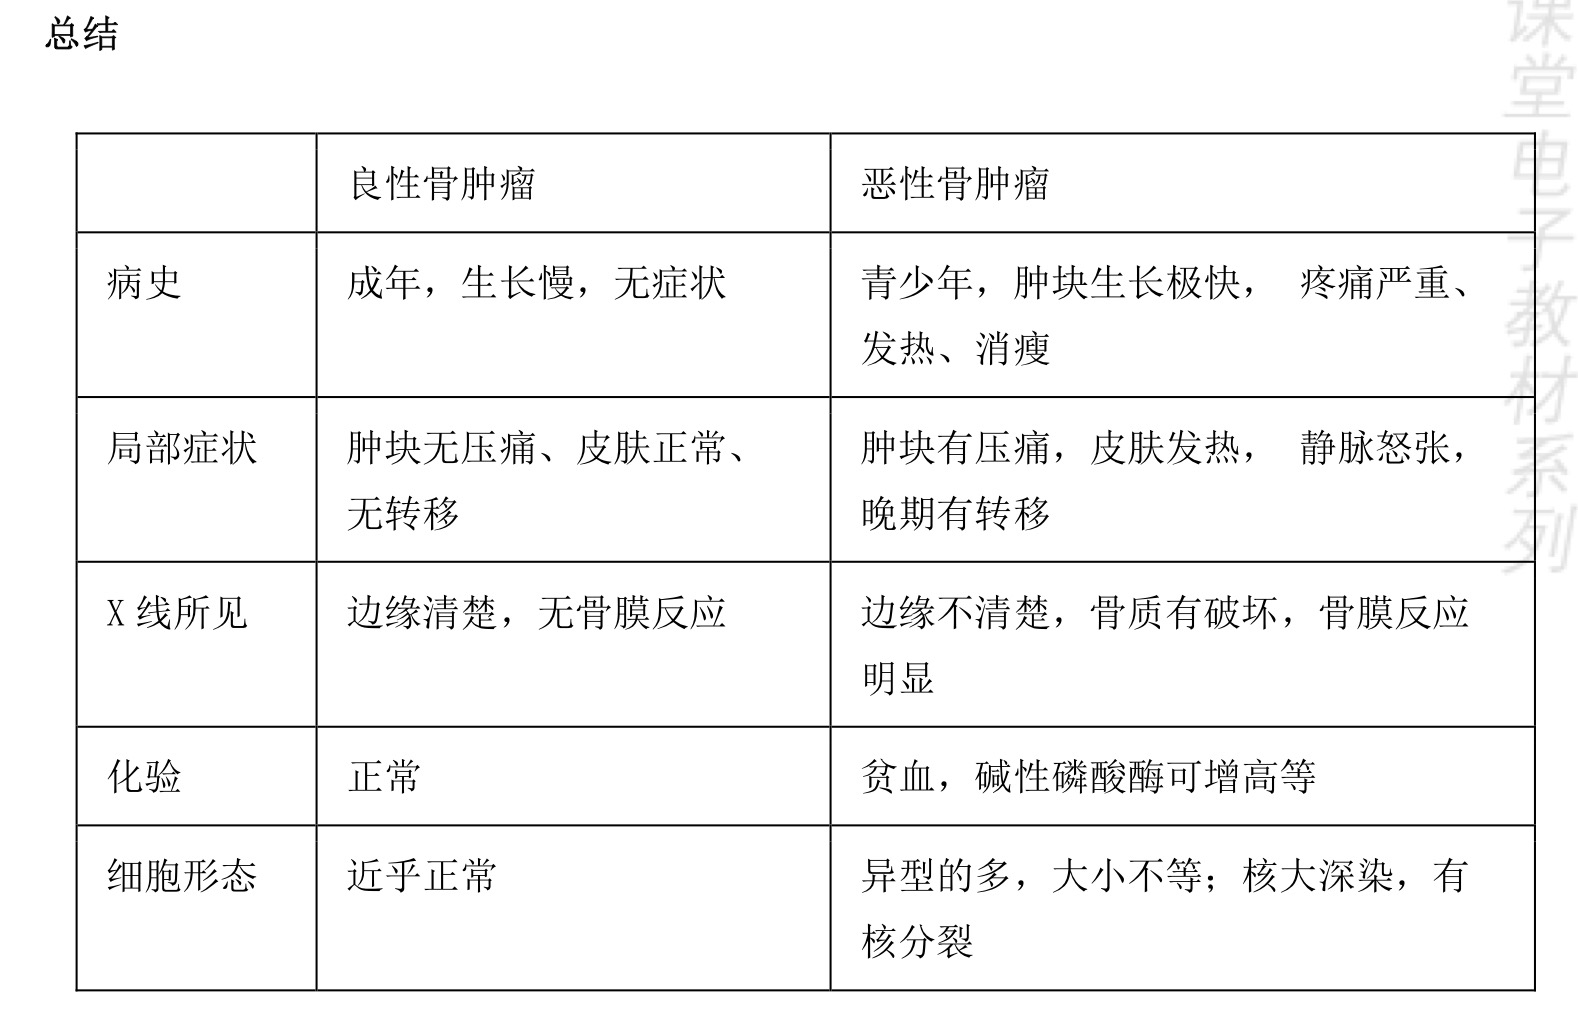 总结
良性骨肿瘤 恶性骨肿瘤
病史 成年，生长慢，无症状 青少年，肿块生长极快， 疼痛严重、
发热、消瘦
局部症状 肿块无压痛、皮肤正常、 肿块有压痛，皮肤发热， 静脉怒张，
无转移 晚期有转移
X 线所见 边缘清楚，无骨膜反应 边缘不清楚，骨质有破坏，骨膜反应
明显
化验 正常 贫血，碱性磷酸酶可增高等
细胞形态 近乎正常 异型的多，大小不等；核大深染，有
核分裂
课堂电子教材系列